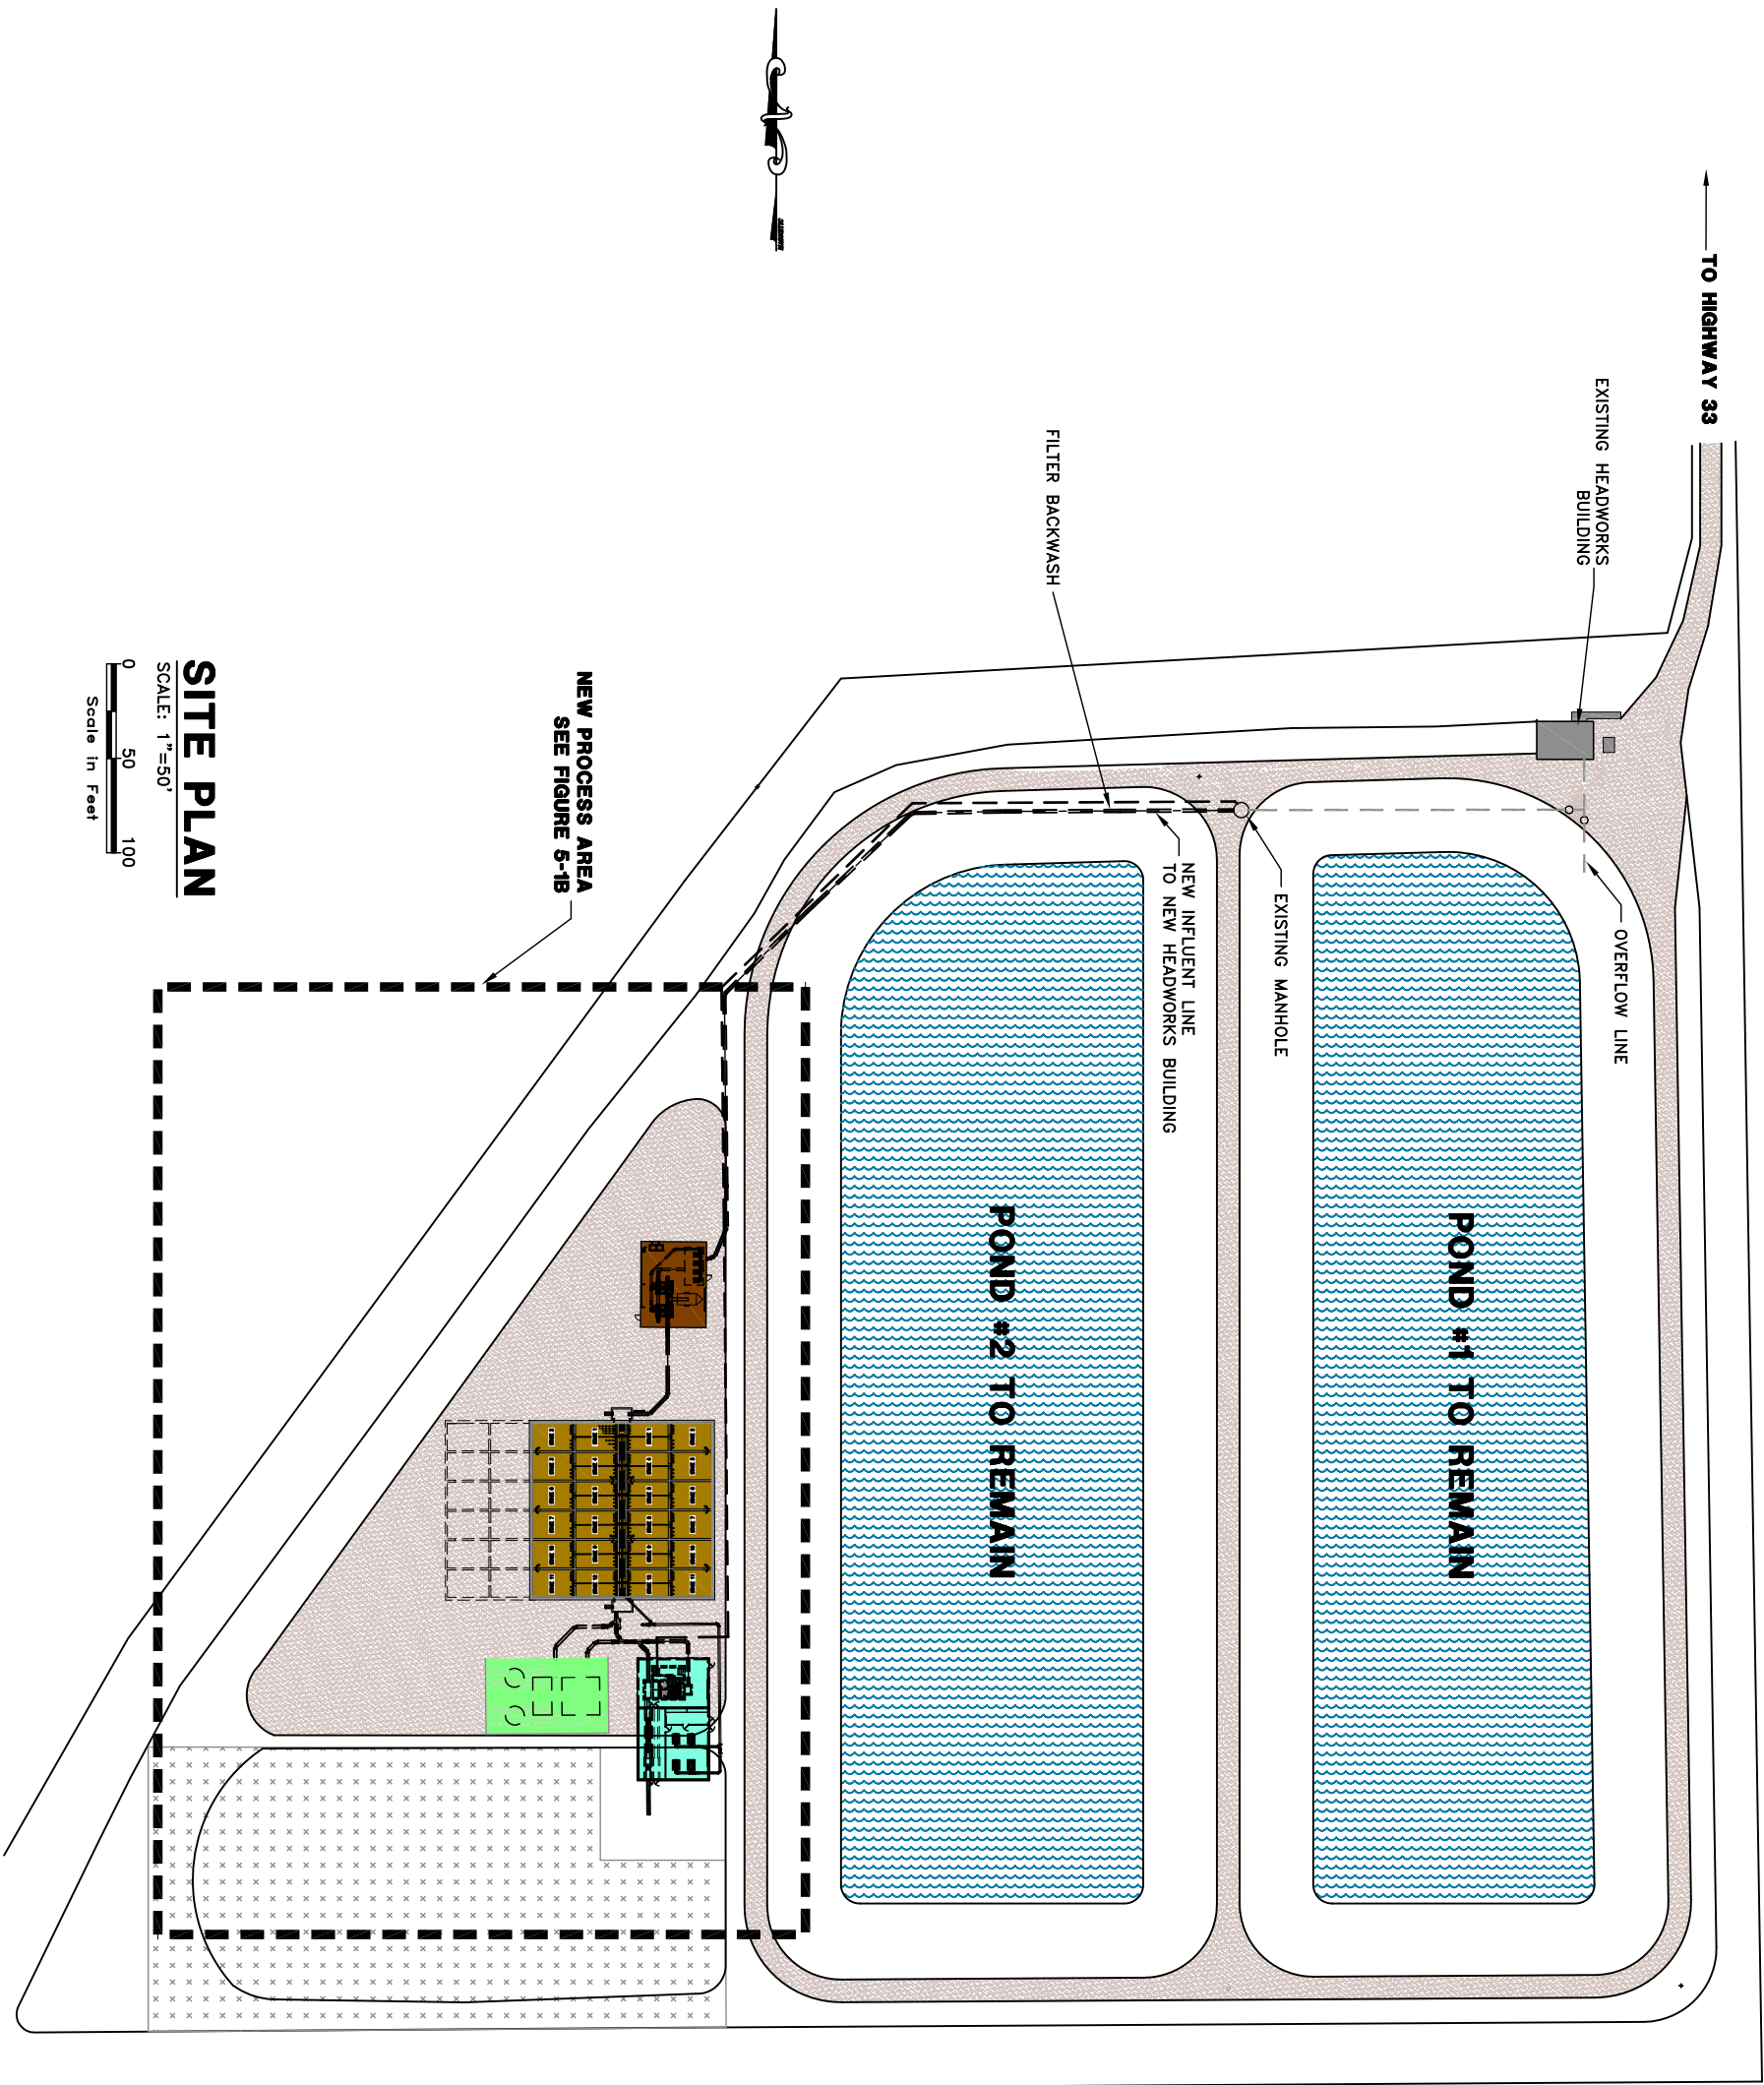 TO HIGHWAY 33
EXISTING HEADWORKS
BUILDING
OVERFLOW LINE
POND #1 TO REMAIN
EXISTING MANHOLE
NEW INFLUENT LINE
TO NEW HEADWORKS BUILDING
FILTER BACKWASH
POND #2 TO REMAIN
NEW PROCESS AREA
SEE FIGURE 5-1B
SITE PLAN
SCALE: 1"=50'
0 50 100
Scale in Feet